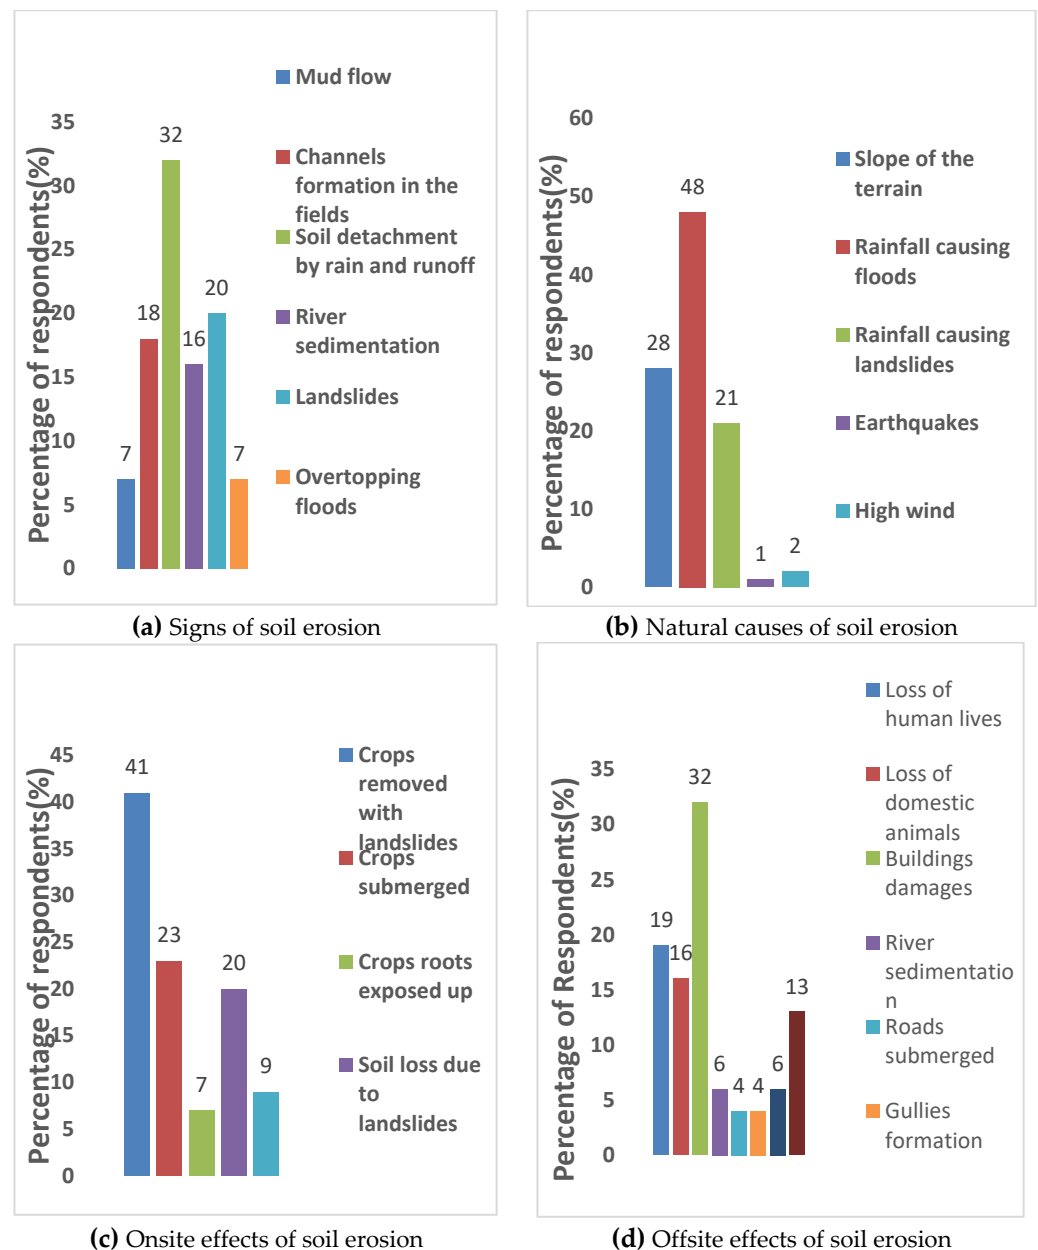 Percentage of respondents(%)
35
30
25
20
15
10
5
0
7
18
32
16
20
7
Mud flow
Channels
formation in the
fields
Soil detachment
by rain and runoff
River
sedimentation
Landslides
Overtopping
floods
(a) Signs of soil erosion
Percentage of respondents(%)
60
50
40
30
20
10
0
28
48
21
1
2
Slope of the
terrain
Rainfall causing
floods
Rainfall causing
landslides
Earthquakes
High wind
(b) Natural causes of soil erosion
Percentage of respondents(%)
45
40
35
30
25
20
15
10
5
0
41
23
7
20
9
Crops
removed
with
landslides
Crops
submerged
Crops roots
exposed up
Soil loss due
to
landslides
(c) Onsite effects of soil erosion
Percentage of Respondents(%)
35
30
25
20
15
10
5
0
19
16
32
6
4
4
6
13
Loss of
human lives
Loss of
domestic
animals
Buildings
damages
River
sedimentatio
n
Roads
submerged
Gullies
formation
(d) Offsite effects of soil erosion